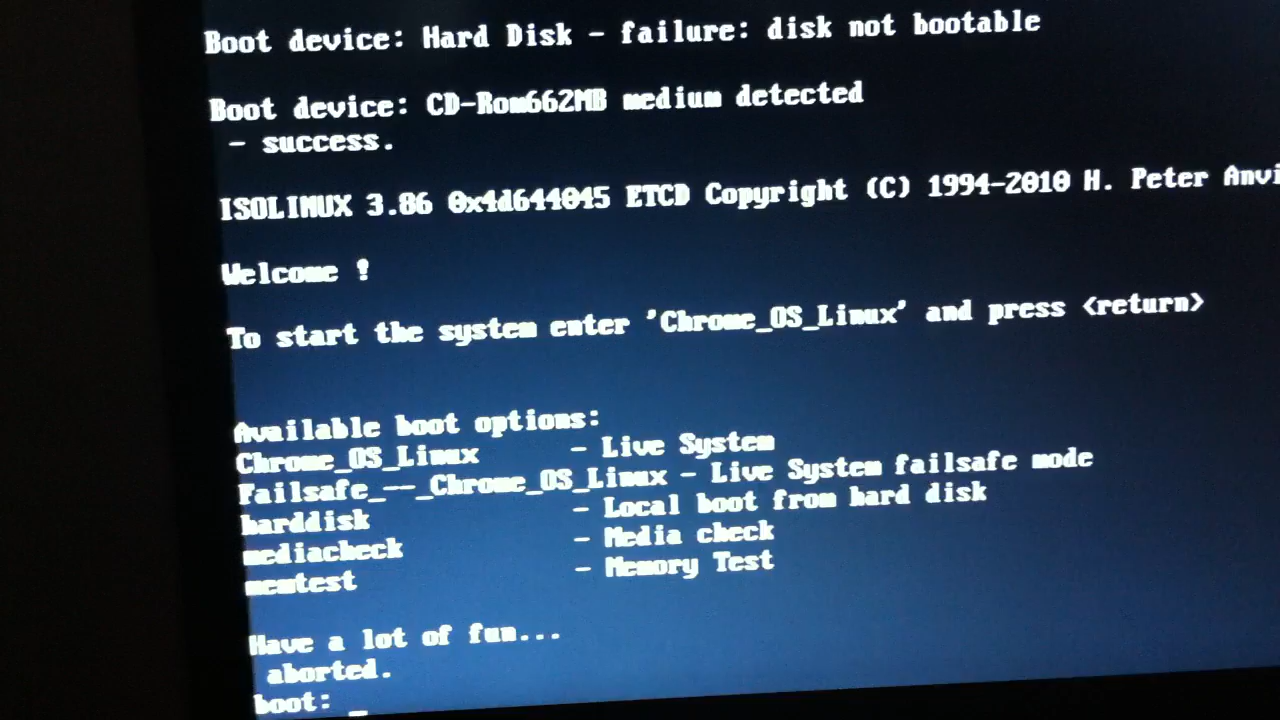 Boot device: Hard Disk - failure: disk not bootable
Boot device: CD-Rom662MB medium detected
- success.
ISOLINUX 3.86 0x4d644045 ETCD Copyright (C) 1994-2010 H. Peter Anvi
Welcome !
To start the system enter 'Chrome_OS_Linux' and press <return>
Available boot options:
Chrome_OS_Linux - Live System
Failsafe_--_Chrome_OS_Linux - Live System failsafe mode
harddisk - Local boot from hard disk
mediacheck - Media check
memtest - Memory Test
Have a lot of fun...
aborted.
boot: _